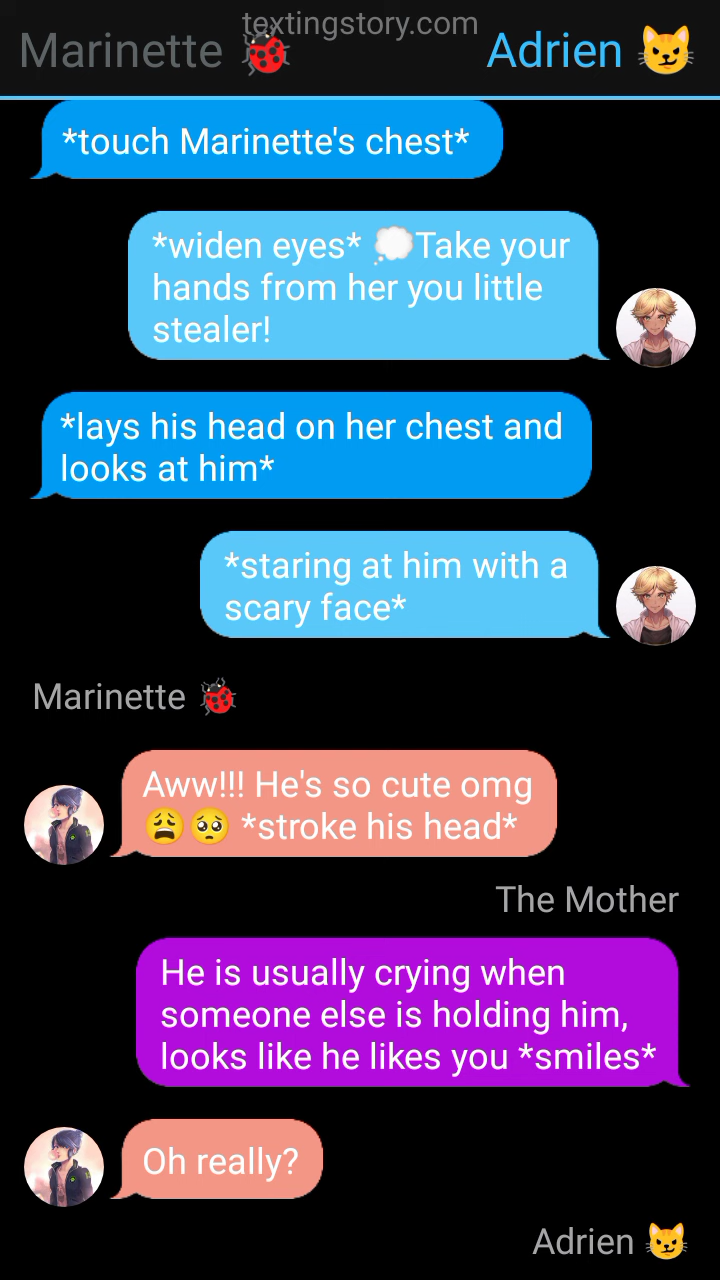 textingstory.com
Marinette 🐞 Adrien 😼
*touch Marinette's chest*
*widen eyes* 💭Take your
hands from her you little
stealer!
*lays his head on her chest and
looks at him*
*staring at him with a
scary face*
Marinette 🐞
Aww!!! He's so cute omg
😩🥺 *stroke his head*
The Mother
He is usually crying when
someone else is holding him,
looks like he likes you *smiles*
Oh really?
Adrien 😼